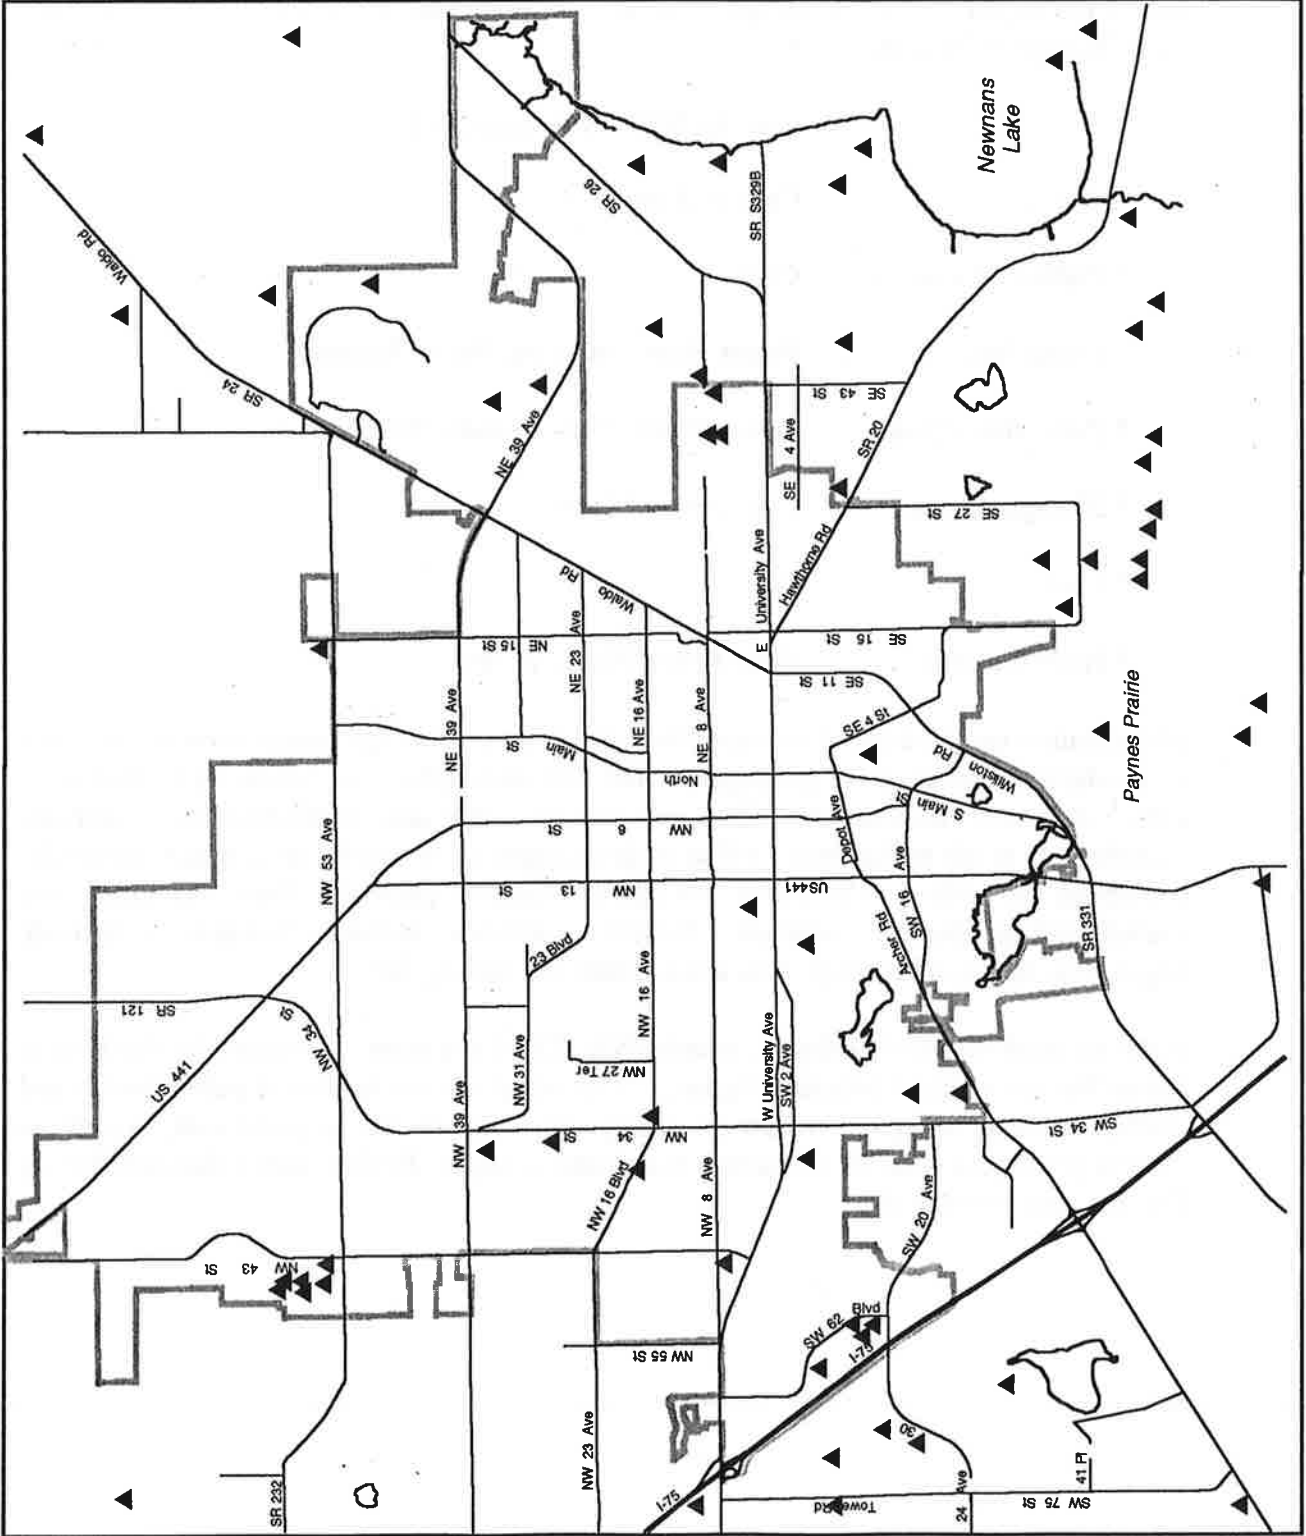 Newnans
Lake
SR 26
SR S329B
Waldo Rd
SR 24
NE 39 Ave
SE 43 St
SE 4 Ave
SR 20
SE 27 St
University Ave
Hawthorne Rd
Waldo Rd
E
NE 15 St
NE 23 Ave
SE 15 St
SE 11 St
NE 39 Ave
NE 16 Ave
NE 8 Ave
SE 4 St
Main St
North
Williston Rd
Paynes Prairie
S Main St
Depot Ave
NW 6 St
NW 53 Ave
NW 13 St
US441
SW 16 Ave
Archer Rd
SR 331
23 Blvd
SR 121
NW 34 St
US 441
NW 16 Ave
NW 31 Ave
NW 27 Ter
W University Ave
SW 2 Ave
NW 39 Ave
NW 34 St
SW 34 St
NW 16 Blvd
NW 8 Ave
SW 20 Ave
NW 43 St
SW 62 Blvd
I-75
NW 55 St
NW 23 Ave
30
SR 232
I-75
Tower Rd
24 Ave
41 Pl
SW 75 St